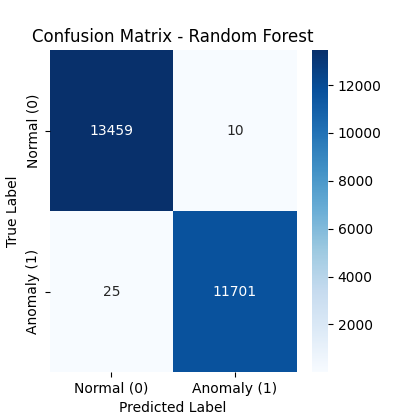 Confusion Matrix - Random Forest
True Label
Normal (0)
13459
10
Anomaly (1)
25
11701
Normal (0)
Anomaly (1)
Predicted Label
12000
10000
8000
6000
4000
2000